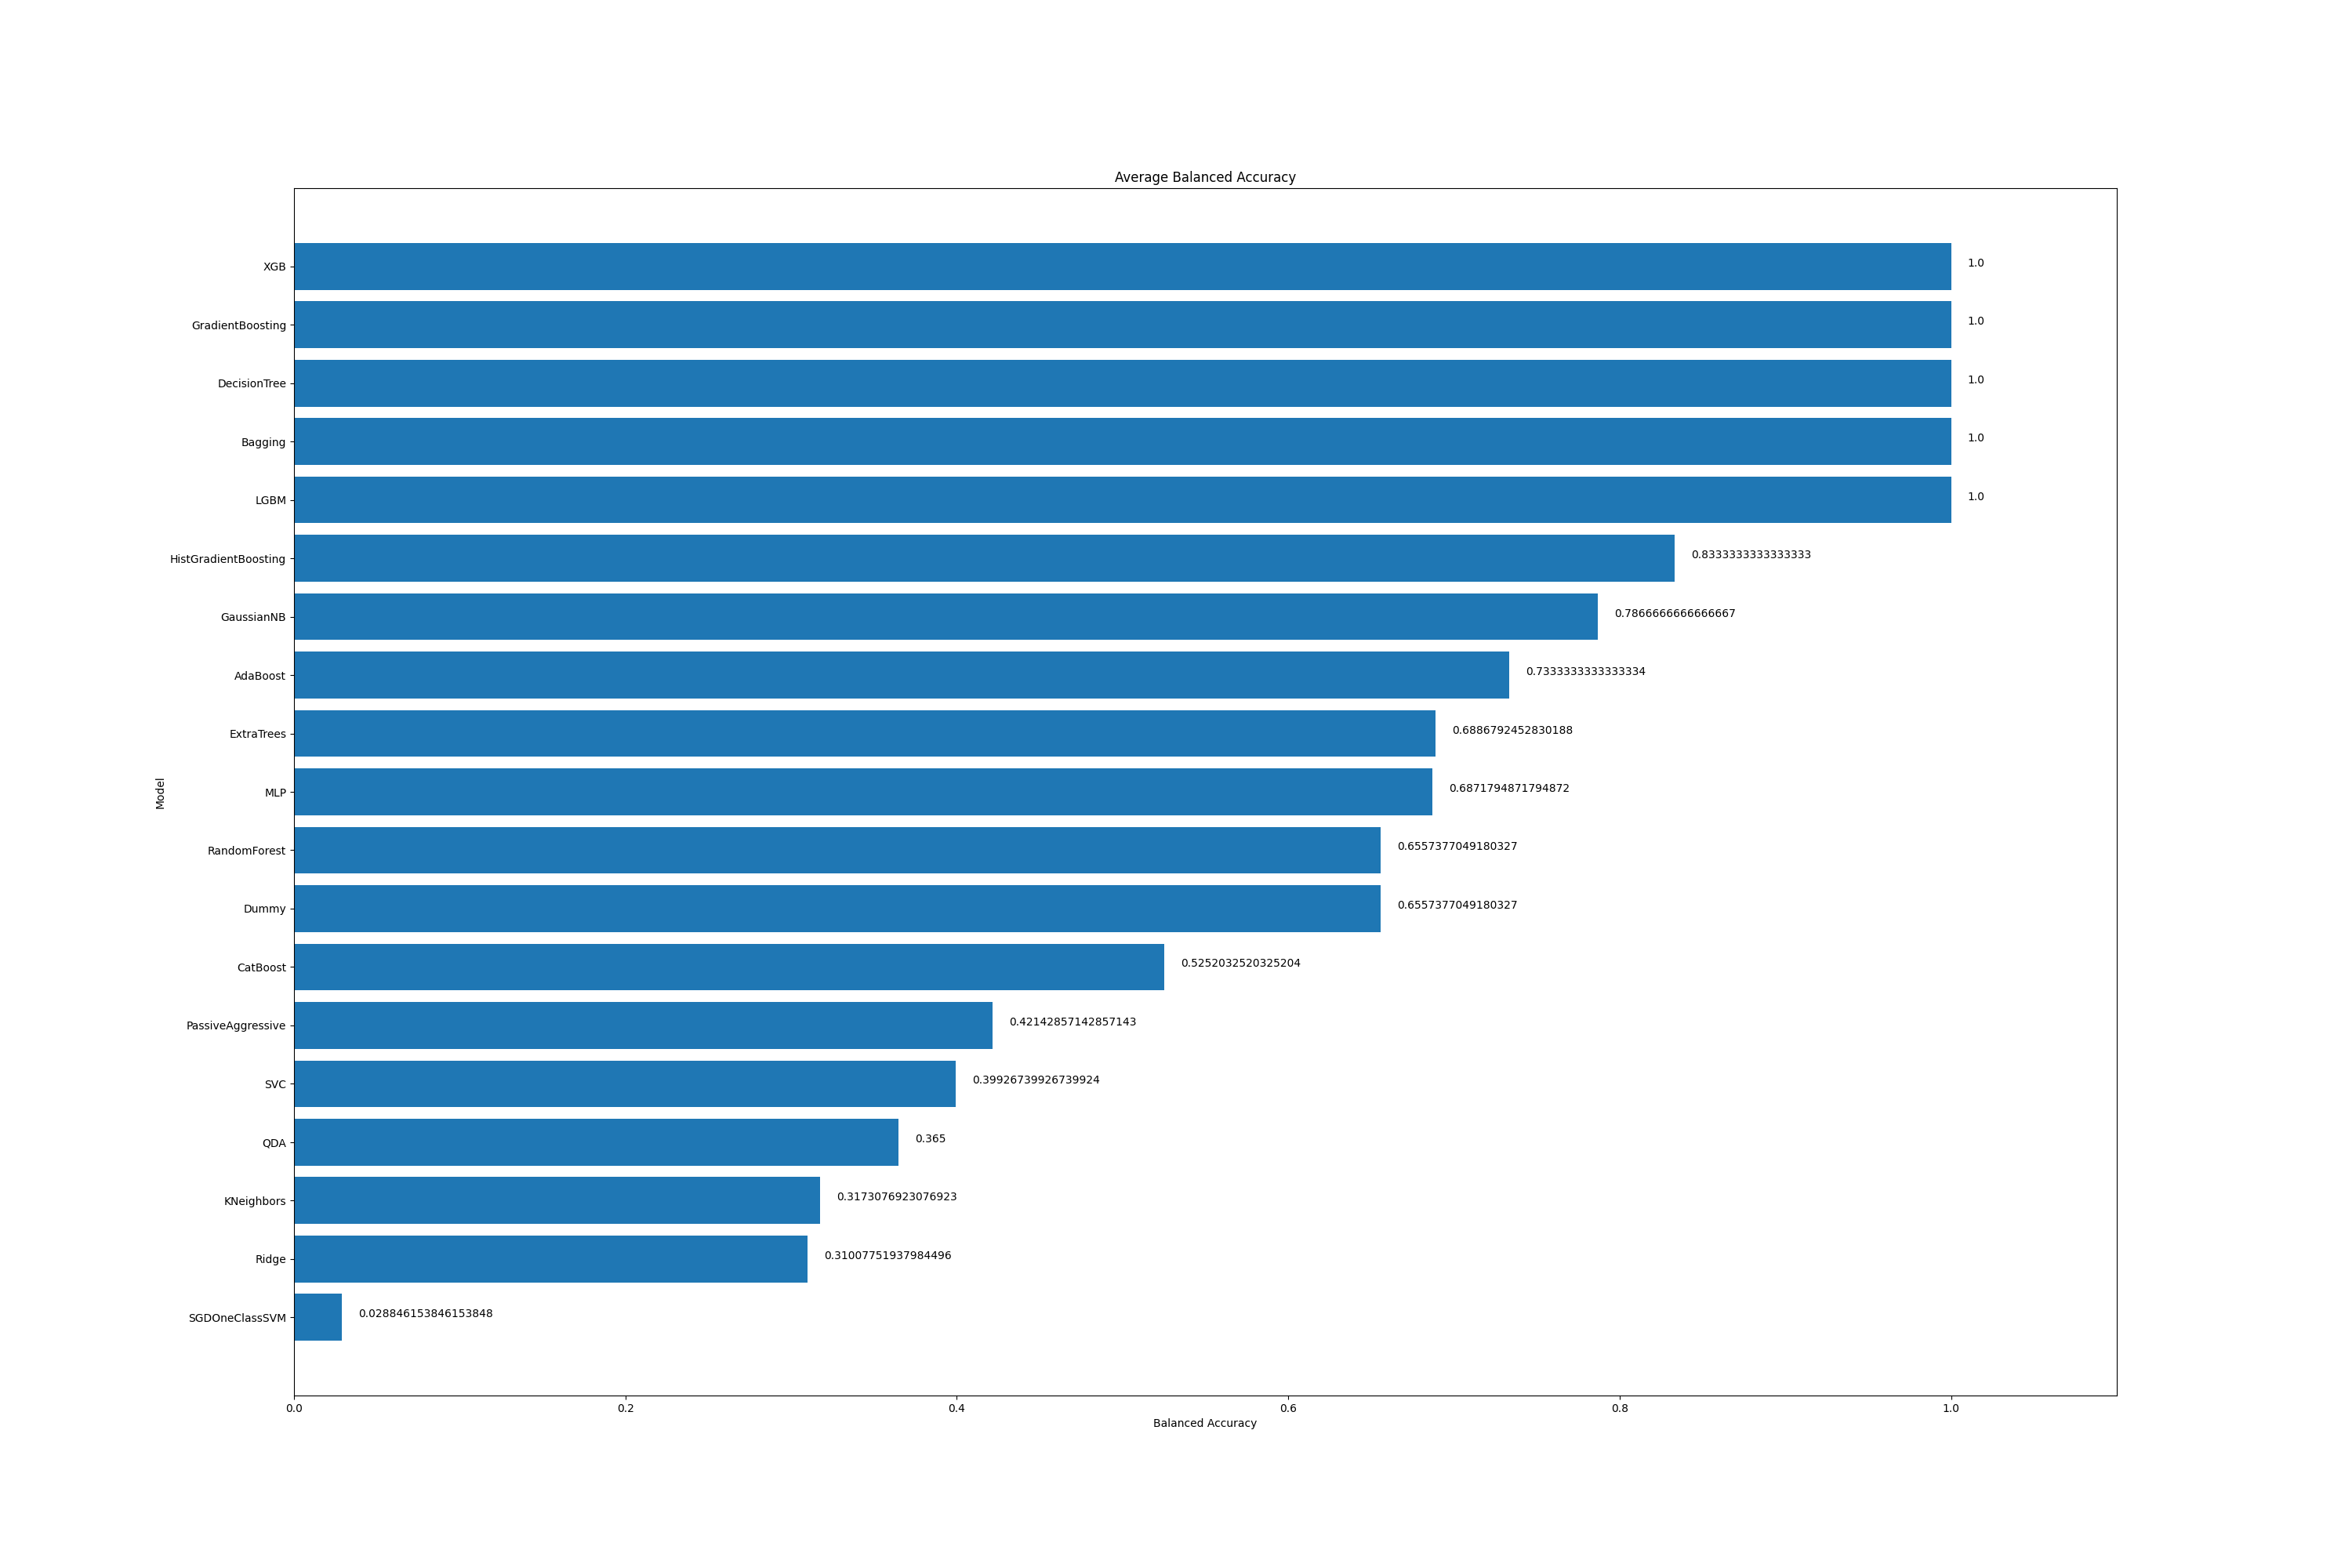 Average Balanced Accuracy
XGB 1.0
GradientBoosting 1.0
DecisionTree 1.0
Bagging 1.0
LGBM 1.0
HistGradientBoosting 0.8333333333333333
GaussianNB 0.7866666666666667
AdaBoost 0.7333333333333334
ExtraTrees 0.6886792452830188
Model
MLP 0.6871794871794872
RandomForest 0.6557377049180327
Dummy 0.6557377049180327
CatBoost 0.5252032520325204
PassiveAggressive 0.42142857142857143
SVC 0.39926739926739924
QDA 0.365
KNeighbors 0.3173076923076923
Ridge 0.31007751937984496
SGDOneClassSVM 0.028846153846153848
0.0 0.2 0.4 0.6 0.8 1.0
Balanced Accuracy